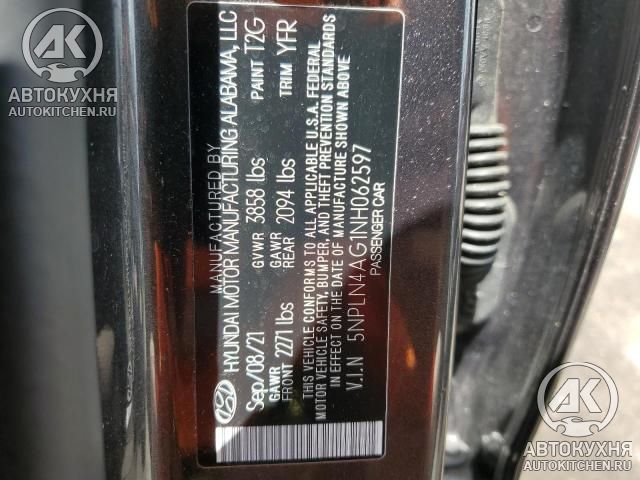 АВТОКУХНЯ
AUTOKITCHEN.RU
MANUFACTURED BY
HYUNDAI MOTOR MANUFACTURING ALABAMA, LLC
Sep/08/21 GVWR 3858 lbs PAINT T2G
GAWR FRONT 2271 lbs GAWR REAR 2094 lbs TRIM YFR
THIS VEHICLE CONFORMS TO ALL APPLICABLE U.S.A. FEDERAL
MOTOR VEHICLE SAFETY, BUMPER, AND THEFT PREVENTION STANDARDS
IN EFFECT ON THE DATE OF MANUFACTURE SHOWN ABOVE
V.I.N 5NPLN4AG1NH062597
PASSENGER CAR
АВТОКУХНЯ
AUTOKITCHEN.RU